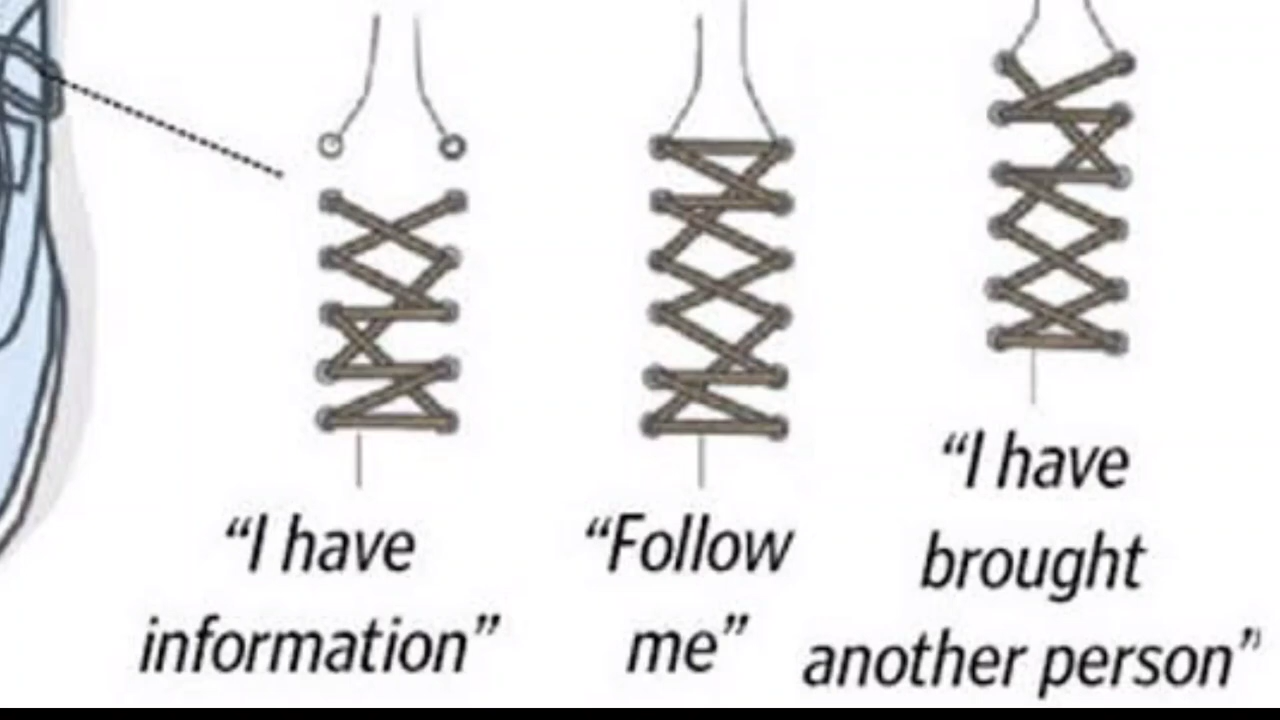 “I have
information”
“Follow
me”
“I have
brought
another person”